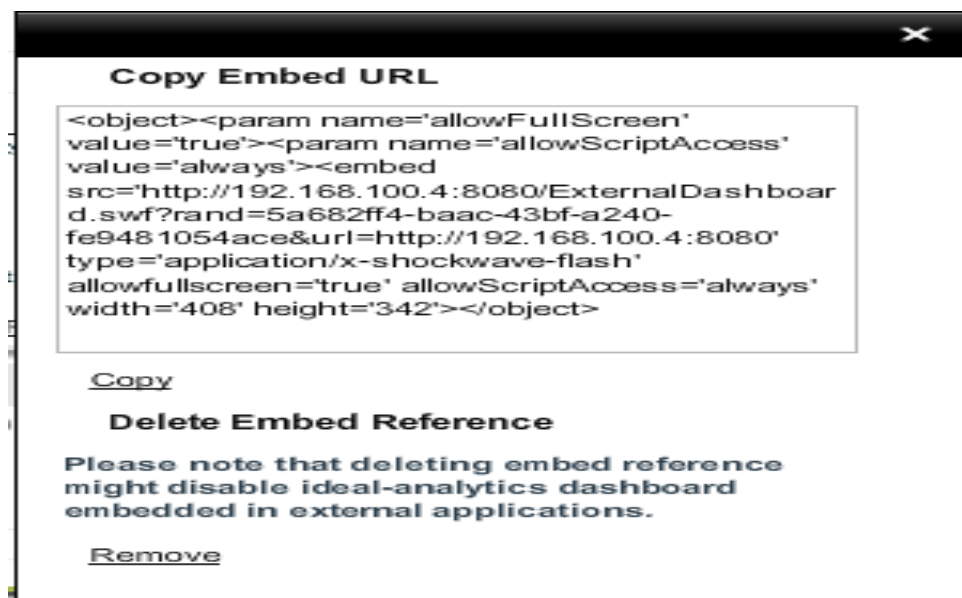 Copy Embed URL
<object><param name='allowFullScreen'
value='true'><param name='allowScriptAccess'
value='always'><embed
src='http://192.168.100.4:8080/ExternalDashboar
d.swf?rand=5a682ff4-baac-43bf-a240-
fe9481054ace&url=http://192.168.100.4:8080'
type='application/x-shockwave-flash'
allowfullscreen='true' allowScriptAccess='always'
width='408' height='342'></object>
Copy
Delete Embed Reference
Please note that deleting embed reference
might disable ideal-analytics dashboard
embedded in external applications.
Remove